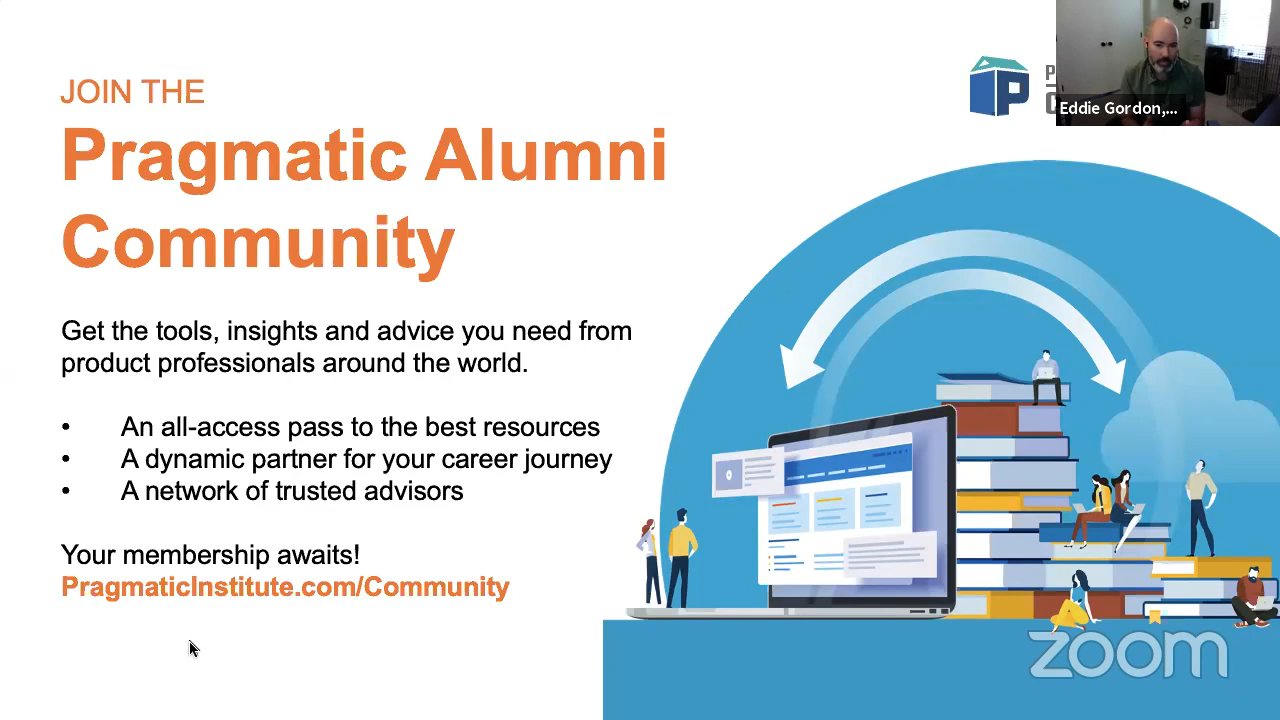 JOIN THE
Pragmatic Alumni
Community
Get the tools, insights and advice you need from
product professionals around the world.
• An all-access pass to the best resources
• A dynamic partner for your career journey
• A network of trusted advisors
Your membership awaits!
PragmaticInstitute.com/Community
Eddie Gordon,...
zoom